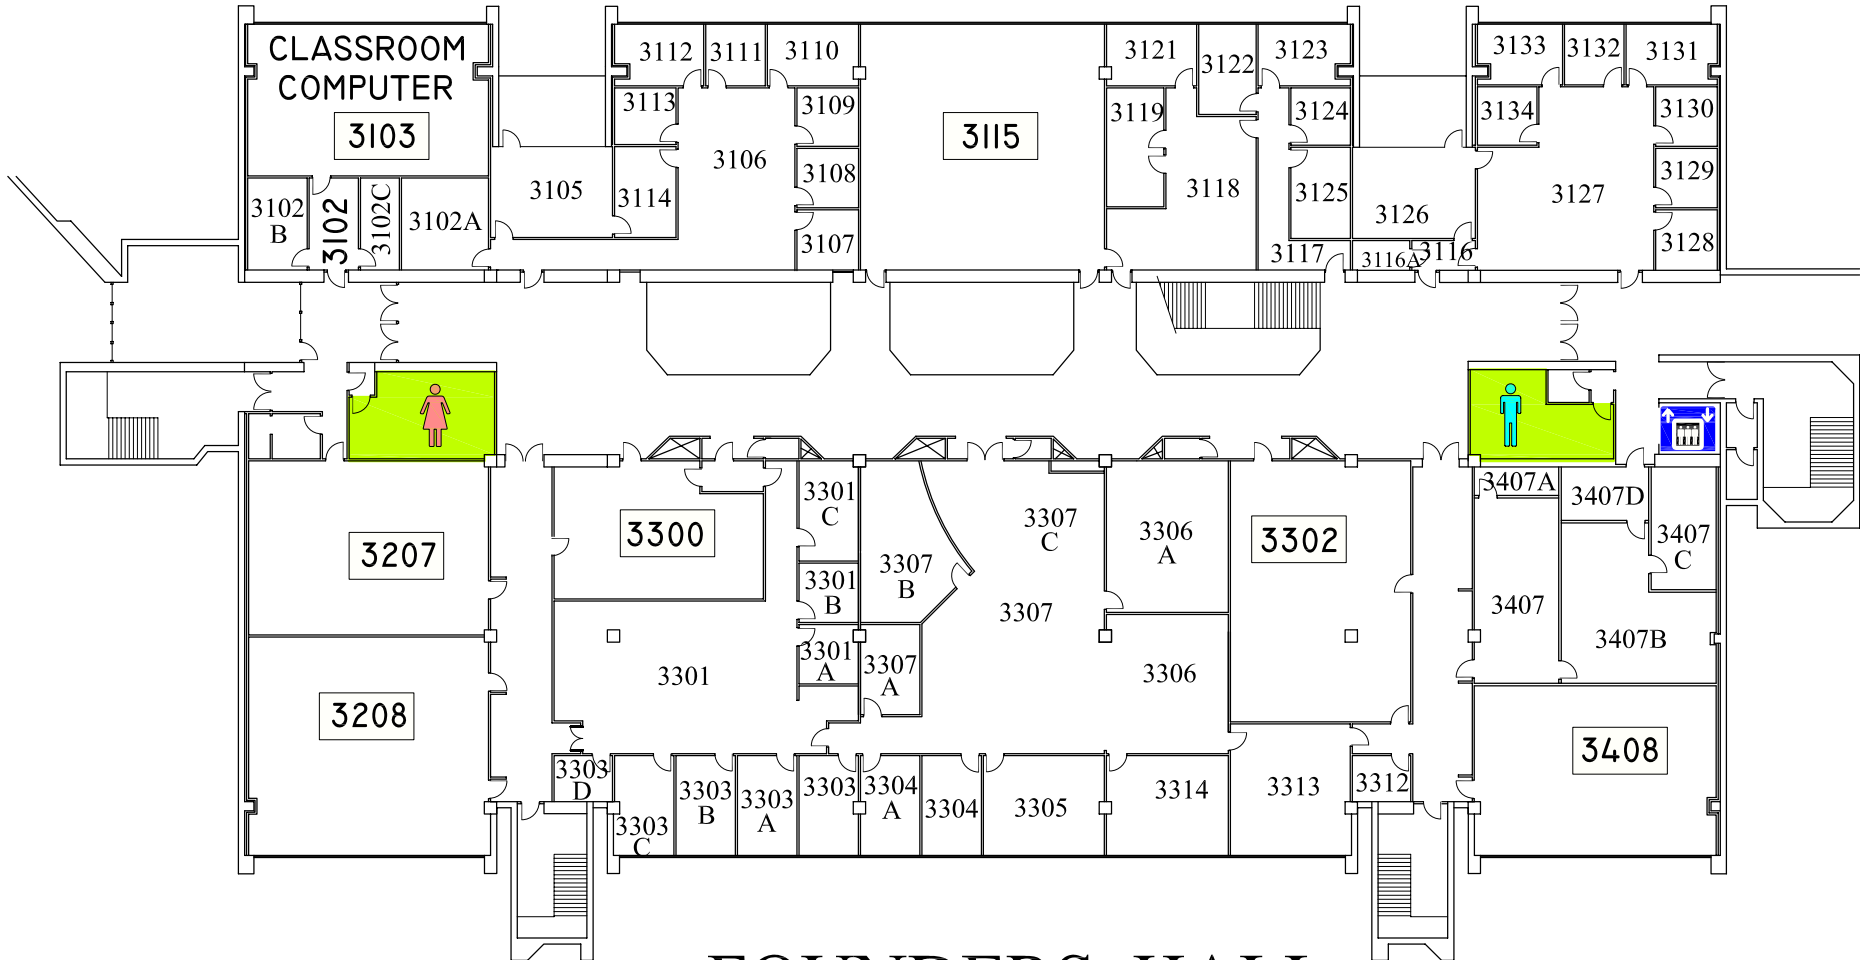 CLASSROOM
COMPUTER
3103
3112
3111
3110
3113
3109
3106
3108
3105
3114
3107
3102
B
3102
3102C
3102A
3115
3121
3122
3123
3119
3124
3118
3125
3117
3126
3116A
3116
3133
3132
3131
3134
3130
3129
3127
3128
3207
3208
3300
3301
C
3301
B
3301
A
3301
3307
B
3307
C
3307
3307
A
3306
A
3306
3302
3407A
3407D
3407
C
3407
3407B
3408
3303
D
3303
C
3303
B
3303
A
3303
3304
A
3304
3305
3314
3313
3312
FOUNDERS HALL